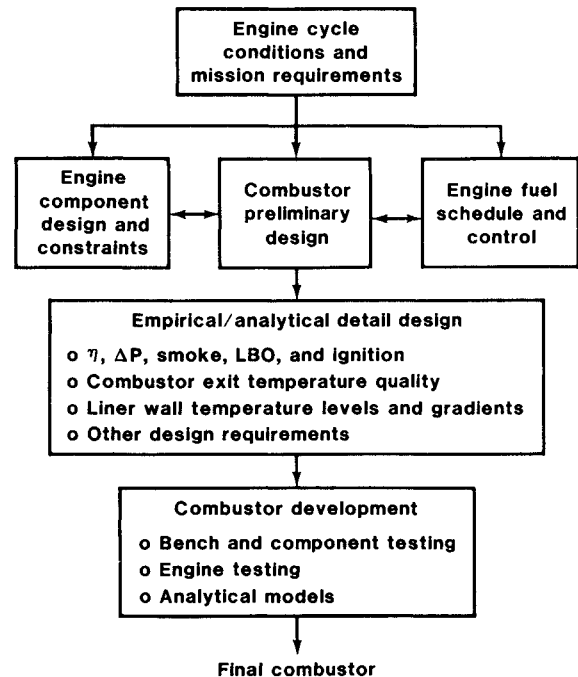 Engine cycle
conditions and
mission requirements
Engine
component
design and
constraints
Combustor
preliminary
design
Engine fuel
schedule and
control
Empirical/analytical detail design
o η, ΔP, smoke, LBO, and ignition
o Combustor exit temperature quality
o Liner wall temperature levels and gradients
o Other design requirements
Combustor development
o Bench and component testing
o Engine testing
o Analytical models
Final combustor